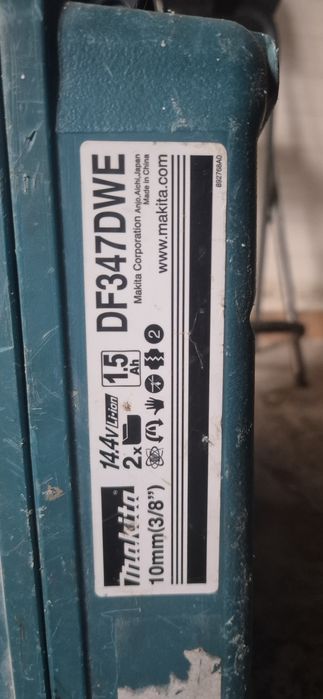 Makita
14.4V Li-ion
2x
1.5
Ah
DF347DWE
10mm(3/8")
2
Makita Corporation Anjo,Aichi,Japan
Made in China
www.makita.com
892768A0